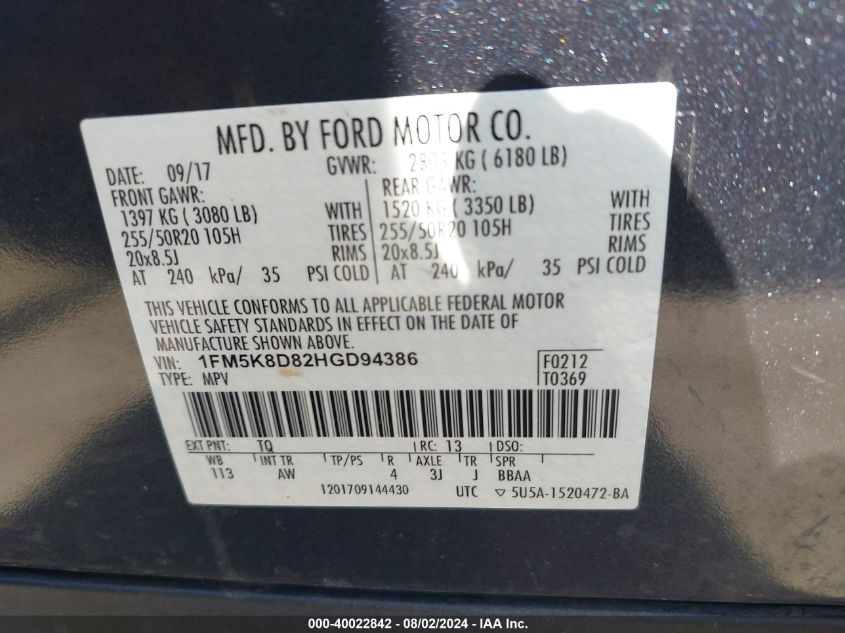 MFD. BY FORD MOTOR CO.
DATE: 09/17 GVWR: KG ( 6180 LB)
FRONT GAWR: REAR GAWR:
1397 KG ( 3080 LB) WITH 1520 KG ( 3350 LB) WITH
255/50R20 105H TIRES 255/50R20 105H TIRES
20x8.5J RIMS 20x8.5J RIMS
AT 240 kPa/ 35 PSI COLD AT 240 kPa/ 35 PSI COLD
THIS VEHICLE CONFORMS TO ALL APPLICABLE FEDERAL MOTOR
VEHICLE SAFETY STANDARDS IN EFFECT ON THE DATE OF
MANUFACTURE SHOWN ABOVE.
VIN: 1FM5K8D82HGD94386 F0212
TYPE: MPV T0369
EXT PNT: TQ RC: 13 DSO:
WB INT TR TP/PS R AXLE TR SPR
113 AW 4 3J J BBAA
1201709144430 UTC ▽ 5U5A-1520472-BA
000-40022842 - 08/02/2024 - IAA Inc.